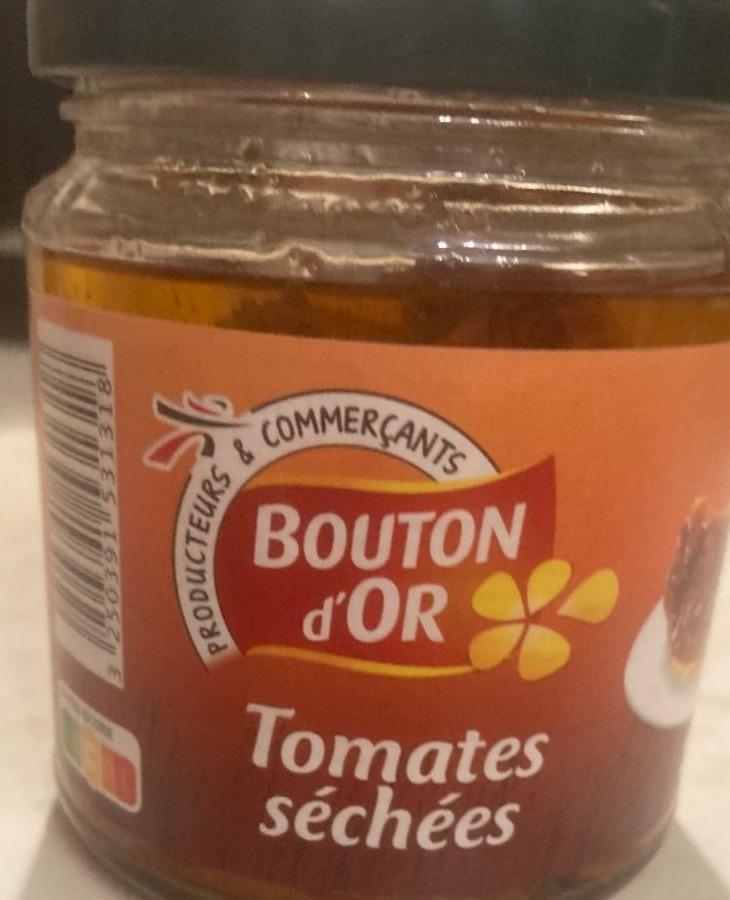 PRODUCTEURS & COMMERÇANTS
BOUTON
d'OR
Tomates
séchées
3 250391 531318